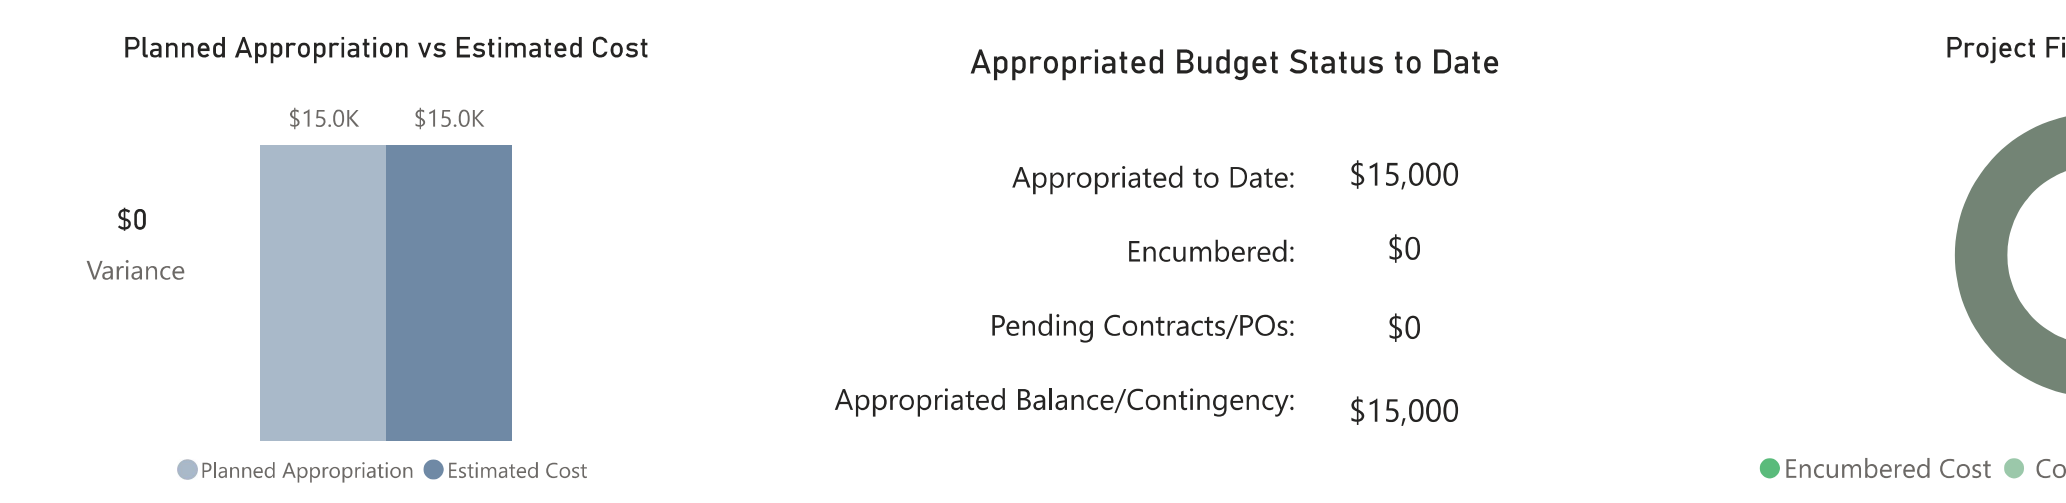 Planned Appropriation vs Estimated Cost
$15.0K $15.0K
$0
Variance
Planned Appropriation Estimated Cost
Appropriated Budget Status to Date
Appropriated to Date: $15,000
Encumbered: $0
Pending Contracts/POs: $0
Appropriated Balance/Contingency: $15,000
Project
Encumbered Cost